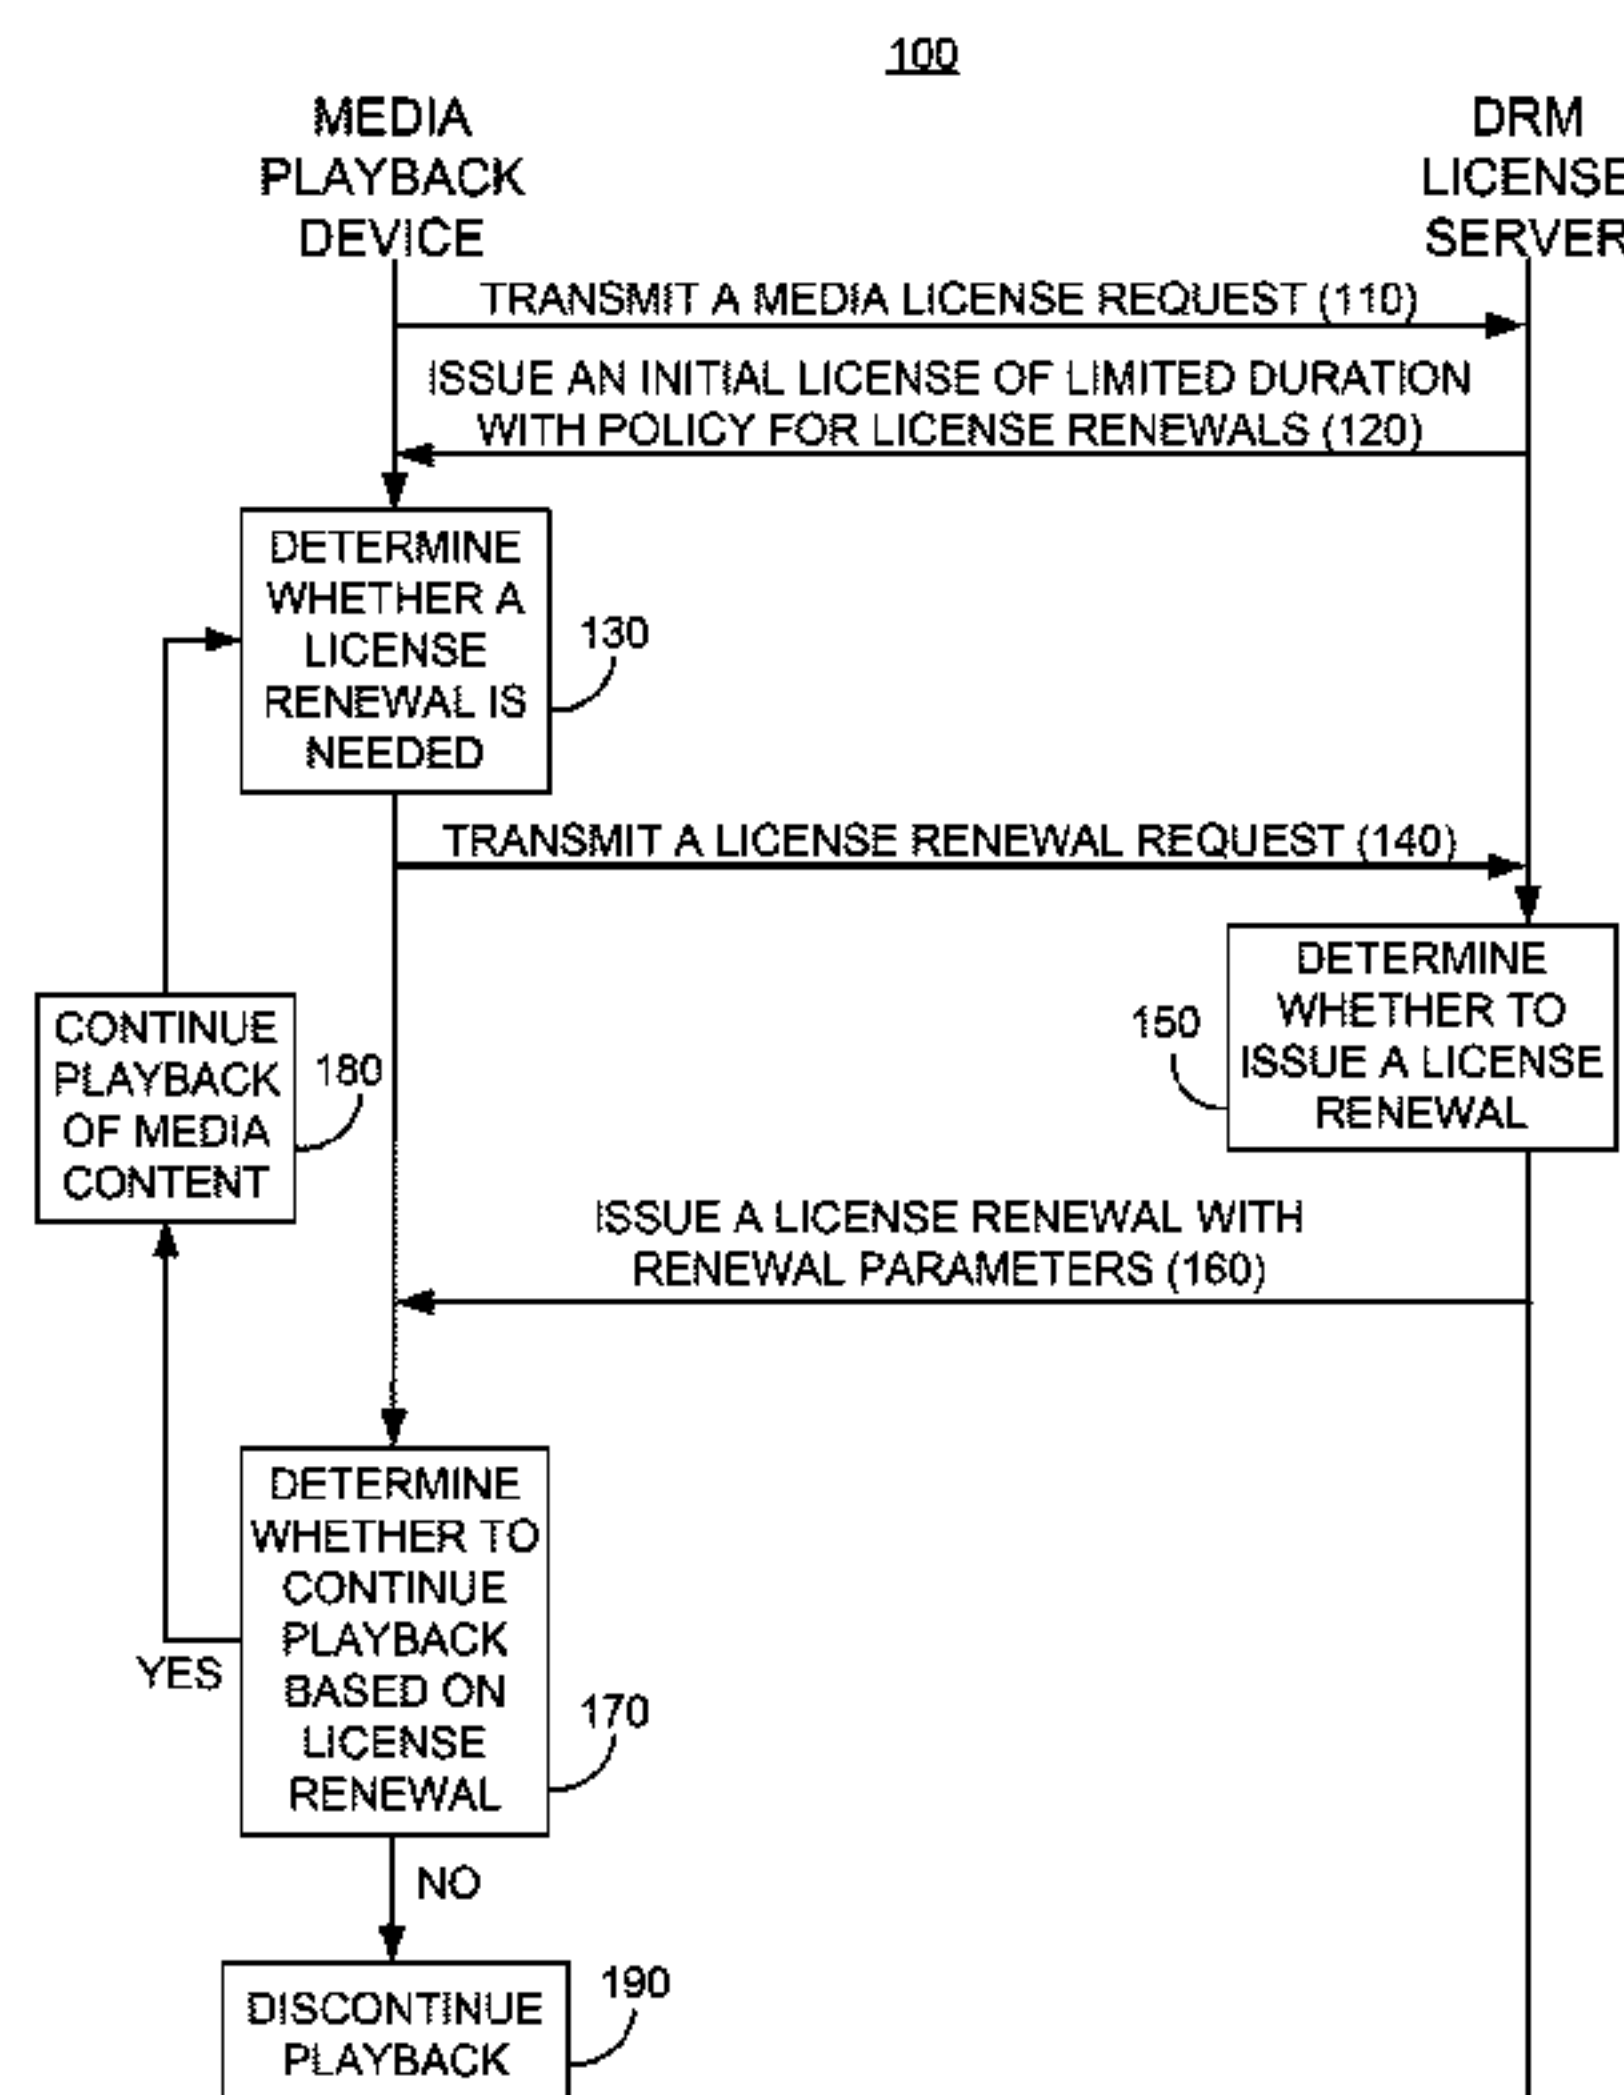 100
MEDIA
PLAYBACK
DEVICE
DRM
LICENSE
SERVER
TRANSMIT A MEDIA LICENSE REQUEST (110)
ISSUE AN INITIAL LICENSE OF LIMITED DURATION
WITH POLICY FOR LICENSE RENEWALS (120)
DETERMINE
WHETHER A
LICENSE
RENEWAL IS
NEEDED
130
TRANSMIT A LICENSE RENEWAL REQUEST (140)
DETERMINE
WHETHER TO
ISSUE A LICENSE
RENEWAL
150
CONTINUE
PLAYBACK
OF MEDIA
CONTENT
180
ISSUE A LICENSE RENEWAL WITH
RENEWAL PARAMETERS (160)
DETERMINE
WHETHER TO
CONTINUE
PLAYBACK
BASED ON
LICENSE
RENEWAL
YES
170
NO
DISCONTINUE
PLAYBACK
190